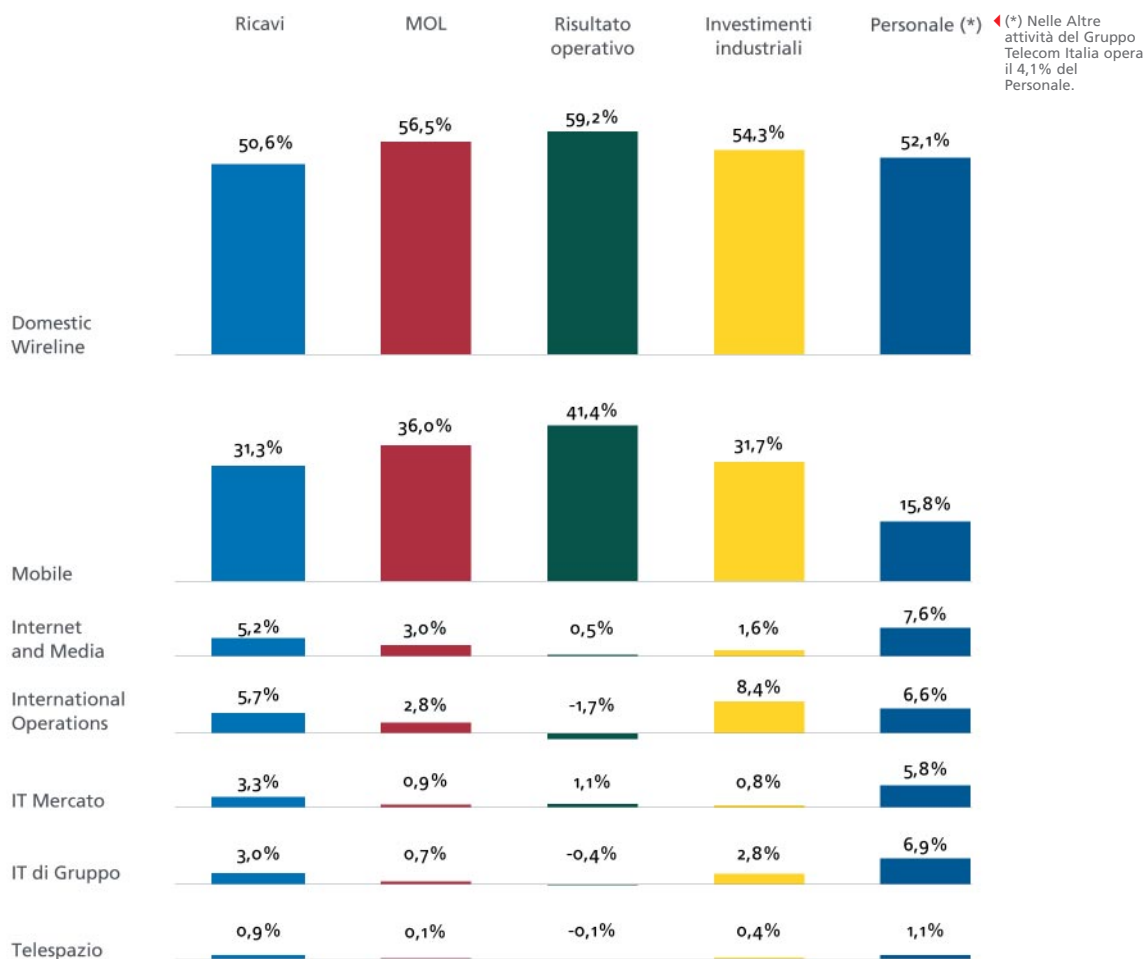 Ricavi
MOL
Risultato
operativo
Investimenti
industriali
Personale (*)
(*) Nelle Altre
attività del Gruppo
Telecom Italia opera
il 4,1% del
Personale.
50,6%
56,5%
59,2%
54,3%
52,1%
Domestic
Wireline
31,3%
36,0%
41,4%
31,7%
15,8%
Mobile
5,2%
3,0%
0,5%
1,6%
7,6%
Internet
and Media
5,7%
2,8%
-1,7%
8,4%
6,6%
International
Operations
3,3%
0,9%
1,1%
0,8%
5,8%
IT Mercato
3,0%
0,7%
-0,4%
2,8%
6,9%
IT di Gruppo
0,9%
0,1%
-0,1%
0,4%
1,1%
Telespazio